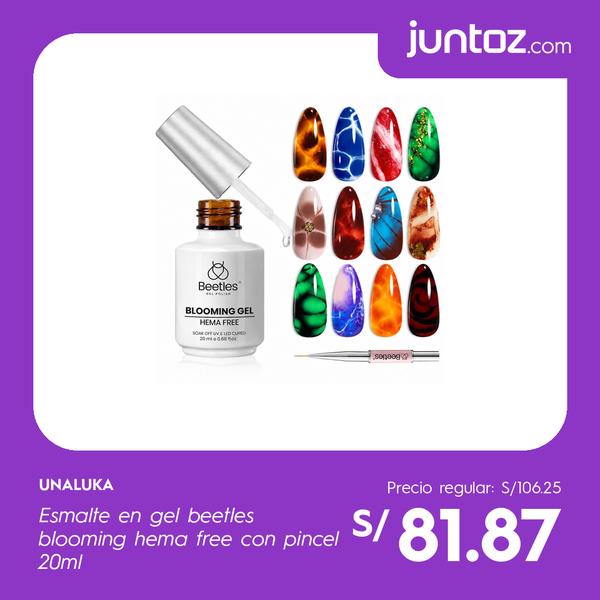 juntoz.com
Beetles®
GEL POLISH
BLOOMING GEL
HEMA FREE
SOAK OFF UV & LED CURED
20 ml e 0.68 fl.oz.
Beetles®
UNALUKA
Esmalte en gel beetles
blooming hema free con pincel
20ml
Precio regular: S/106.25
S/ 81.87